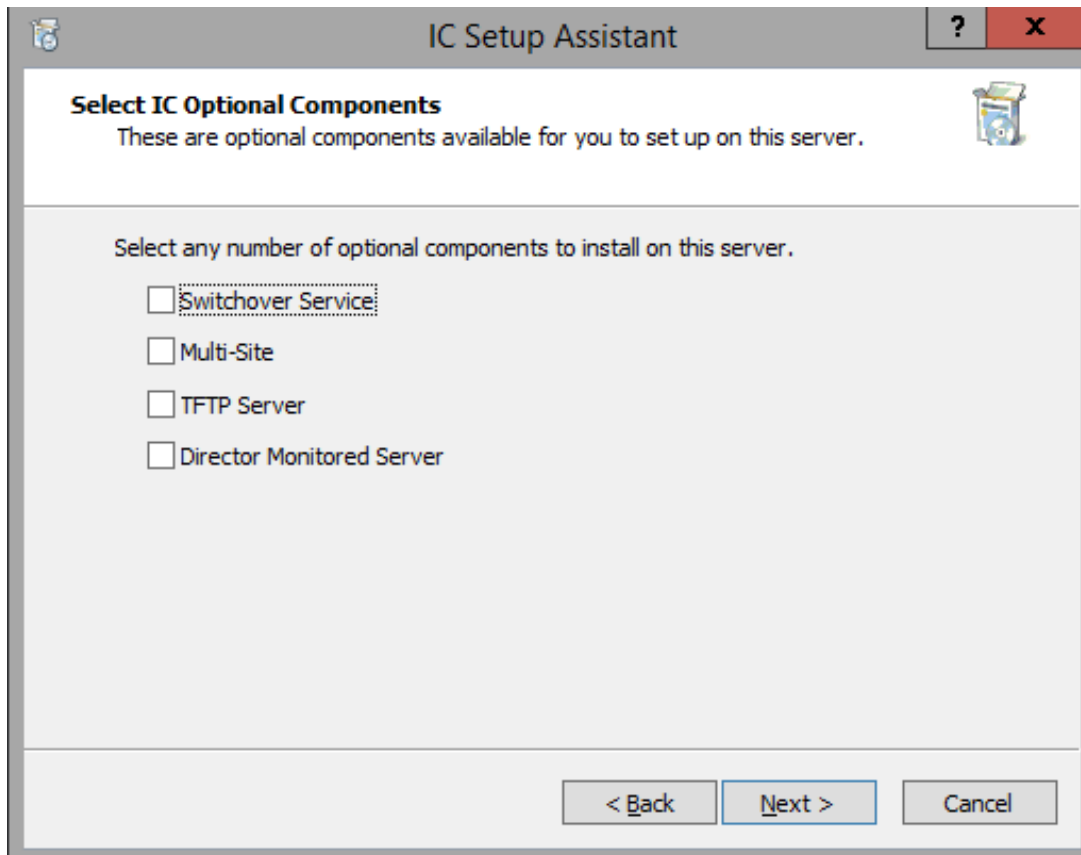 IC Setup Assistant
? X
Select IC Optional Components
These are optional components available for you to set up on this server.
Select any number of optional components to install on this server.
Switchover Service
Multi-Site
TFTP Server
Director Monitored Server
< Back Next > Cancel